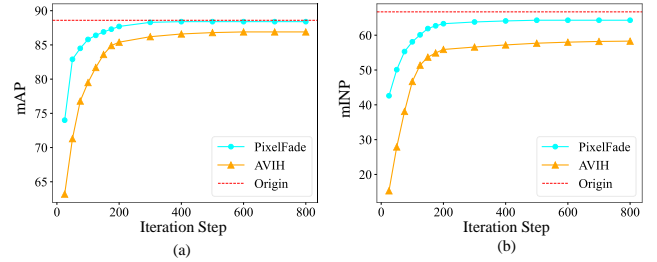 90
85
80
75
70
65
mAP
PixelFade
AVIH
Origin
0 200 400 600 800
Iteration Step
(a)
60
50
40
30
20
mINP
PixelFade
AVIH
Origin
0 200 400 600 800
Iteration Step
(b)